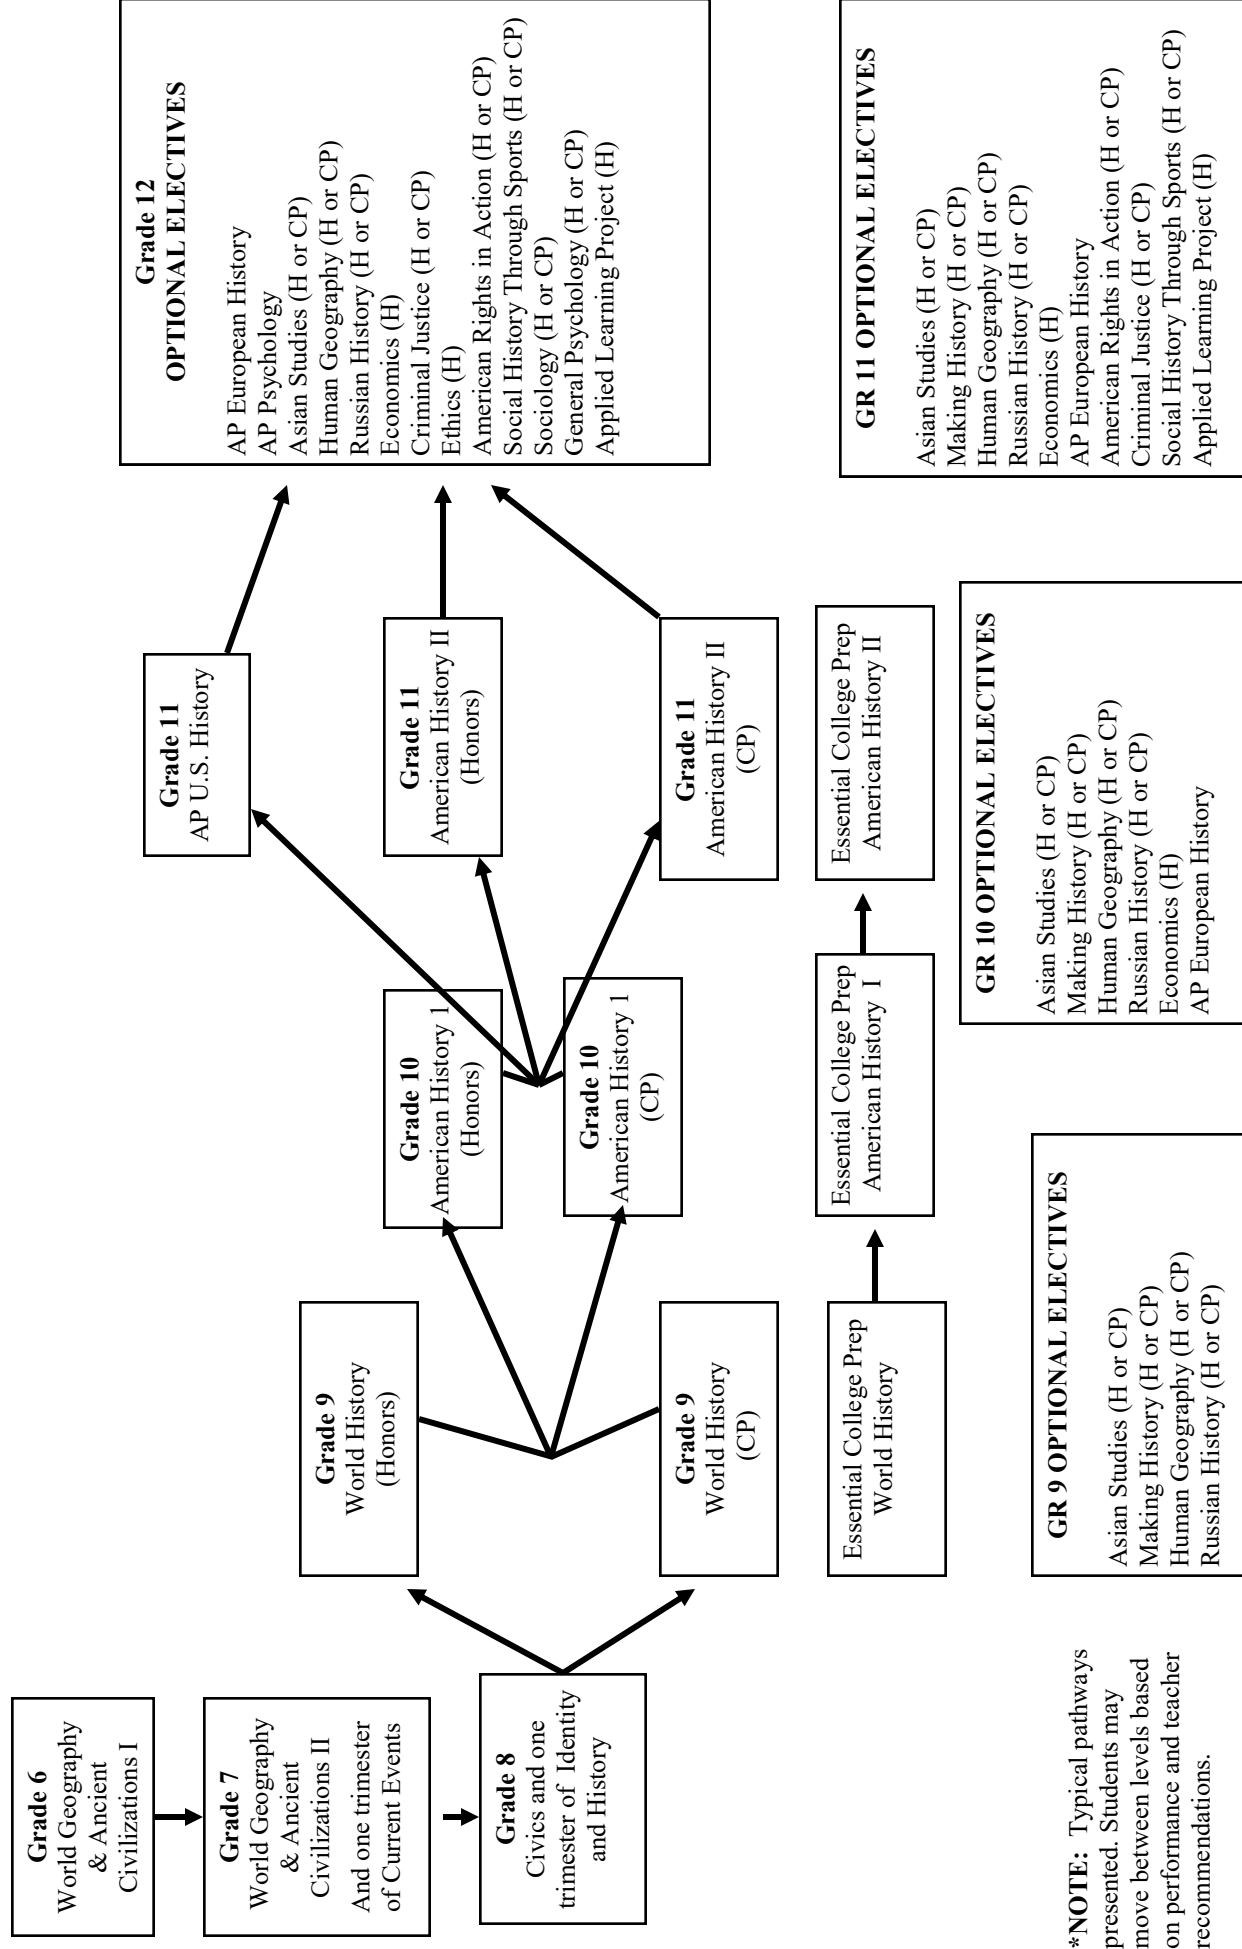 Grade 6
World Geography
& Ancient
Civilizations I
Grade 7
World Geography
& Ancient
Civilizations II
And one trimester
of Current Events
Grade 8
Civics and one
trimester of Identity
and History
Grade 9
World History
(Honors)
Grade 9
World History
(CP)
Essential College Prep
World History
Grade 10
American History 1
(Honors)
Grade 10
American History 1
(CP)
Essential College Prep
American History I
Grade 11
AP U.S. History
Grade 11
American History II
(Honors)
Grade 11
American History II
(CP)
Essential College Prep
American History II
Grade 12
OPTIONAL ELECTIVES
AP European History
AP Psychology
Asian Studies (H or CP)
Human Geography (H or CP)
Russian History (H or CP)
Economics (H)
Criminal Justice (H or CP)
Ethics (H)
American Rights in Action (H or CP)
Social History Through Sports (H or CP)
Sociology (H or CP)
General Psychology (H or CP)
Applied Learning Project (H)
*NOTE: Typical pathways
presented. Students may
move between levels based
on performance and teacher
recommendations.
GR 9 OPTIONAL ELECTIVES
Asian Studies (H or CP)
Making History (H or CP)
Human Geography (H or CP)
Russian History (H or CP)
GR 10 OPTIONAL ELECTIVES
Asian Studies (H or CP)
Making History (H or CP)
Human Geography (H or CP)
Russian History (H or CP)
Economics (H)
AP European History
GR 11 OPTIONAL ELECTIVES
Asian Studies (H or CP)
Making History (H or CP)
Human Geography (H or CP)
Russian History (H or CP)
Economics (H)
AP European History
American Rights in Action (H or CP)
Criminal Justice (H or CP)
Social History Through Sports (H or CP)
Applied Learning Project (H)